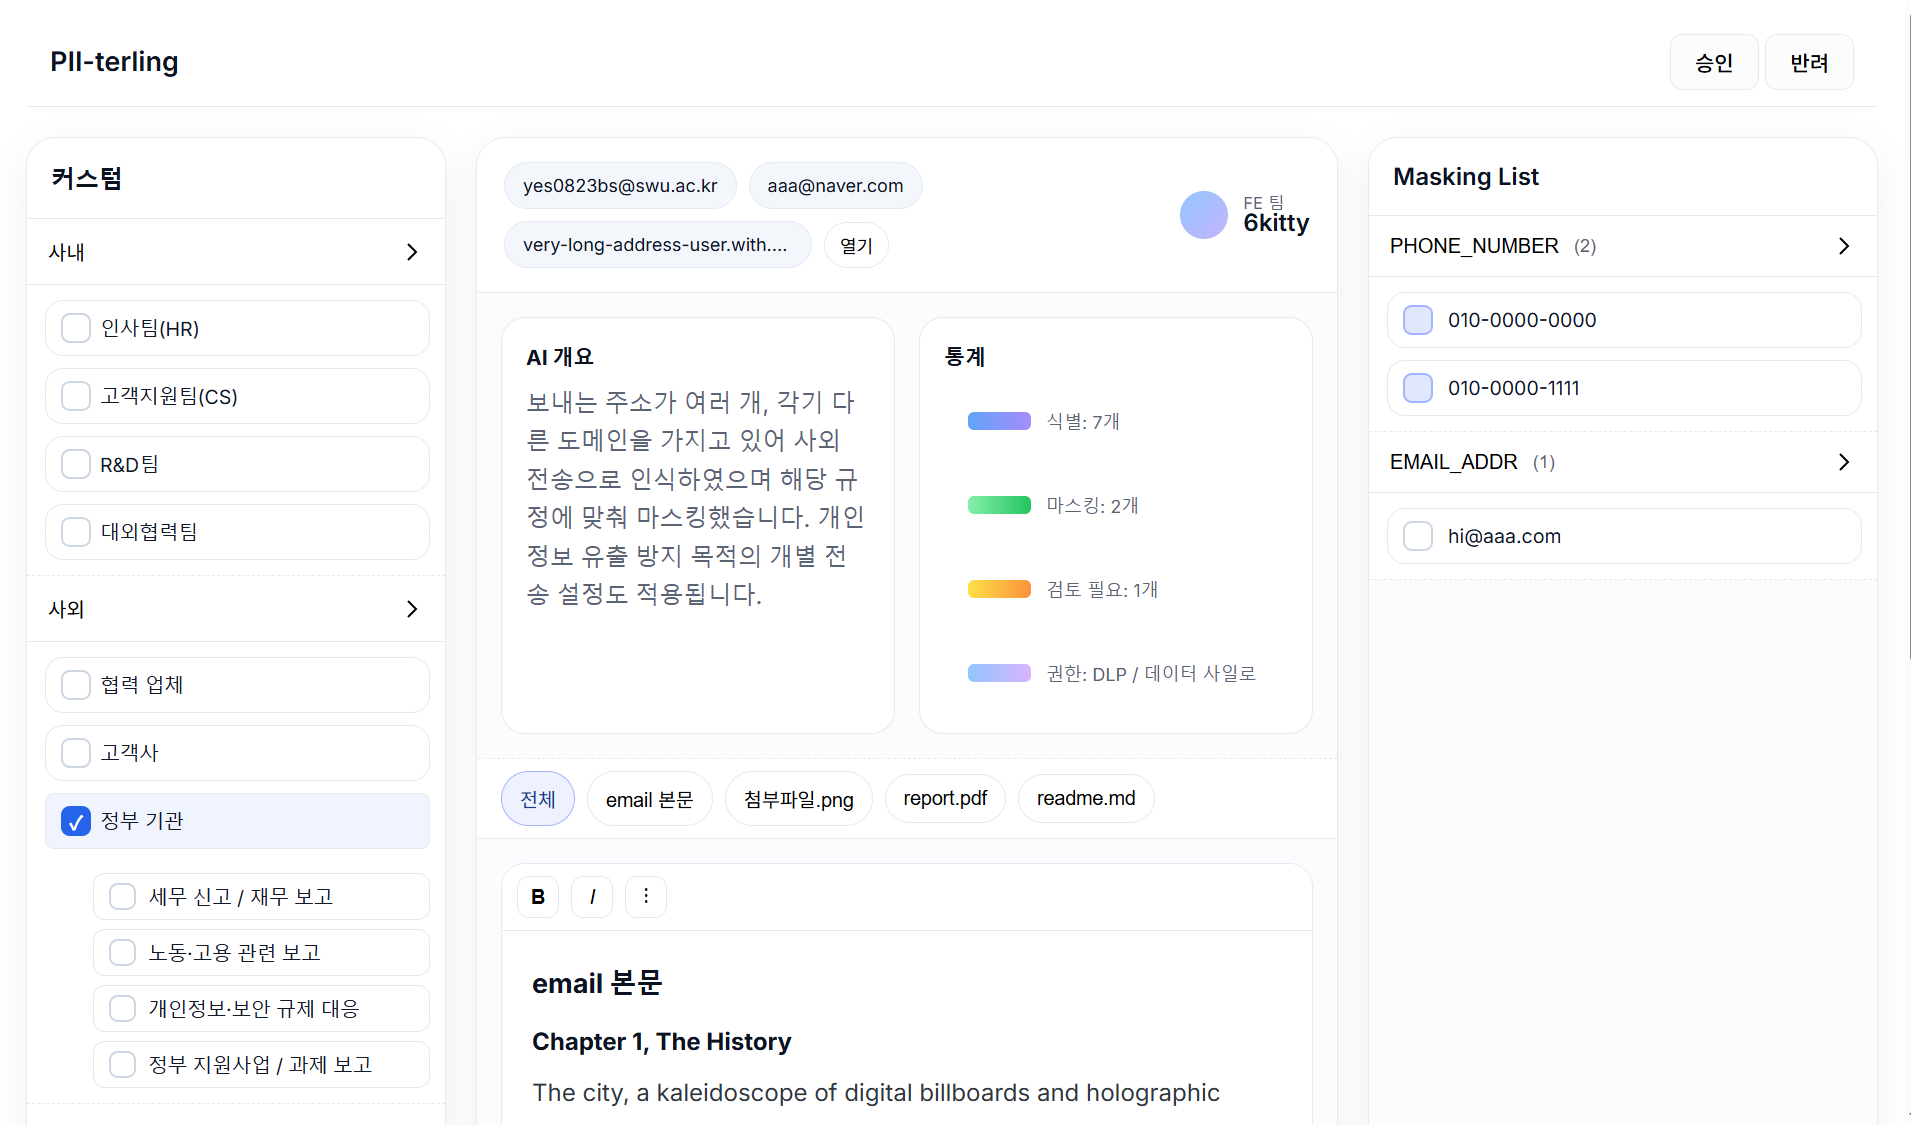 PII-terling
승인
반려
커스텀
사내
인사팀(HR)
고객지원팀(CS)
R&D팀
대외협력팀
사외
협력 업체
고객사
정부 기관
세무 신고 / 재무 보고
노동·고용 관련 보고
개인정보·보안 규제 대응
정부 지원사업 / 과제 보고
yes0823bs@swu.ac.kr
aaa@naver.com
very-long-address-user.with....
열기
FE 팀
6kitty
AI 개요
보내는 주소가 여러 개, 각기 다
른 도메인을 가지고 있어 사외
전송으로 인식하였으며 해당 규
정에 맞춰 마스킹했습니다. 개인
정보 유출 방지 목적의 개별 전
송 설정도 적용됩니다.
통계
식별: 7개
마스킹: 2개
검토 필요: 1개
권한: DLP / 데이터 사일로
전체
email 본문
첨부파일.png
report.pdf
readme.md
B
I
⋮
email 본문
Chapter 1, The History
The city, a kaleidoscope of digital billboards and holographic
Masking List
PHONE_NUMBER (2)
010-0000-0000
010-0000-1111
EMAIL_ADDR (1)
hi@aaa.com